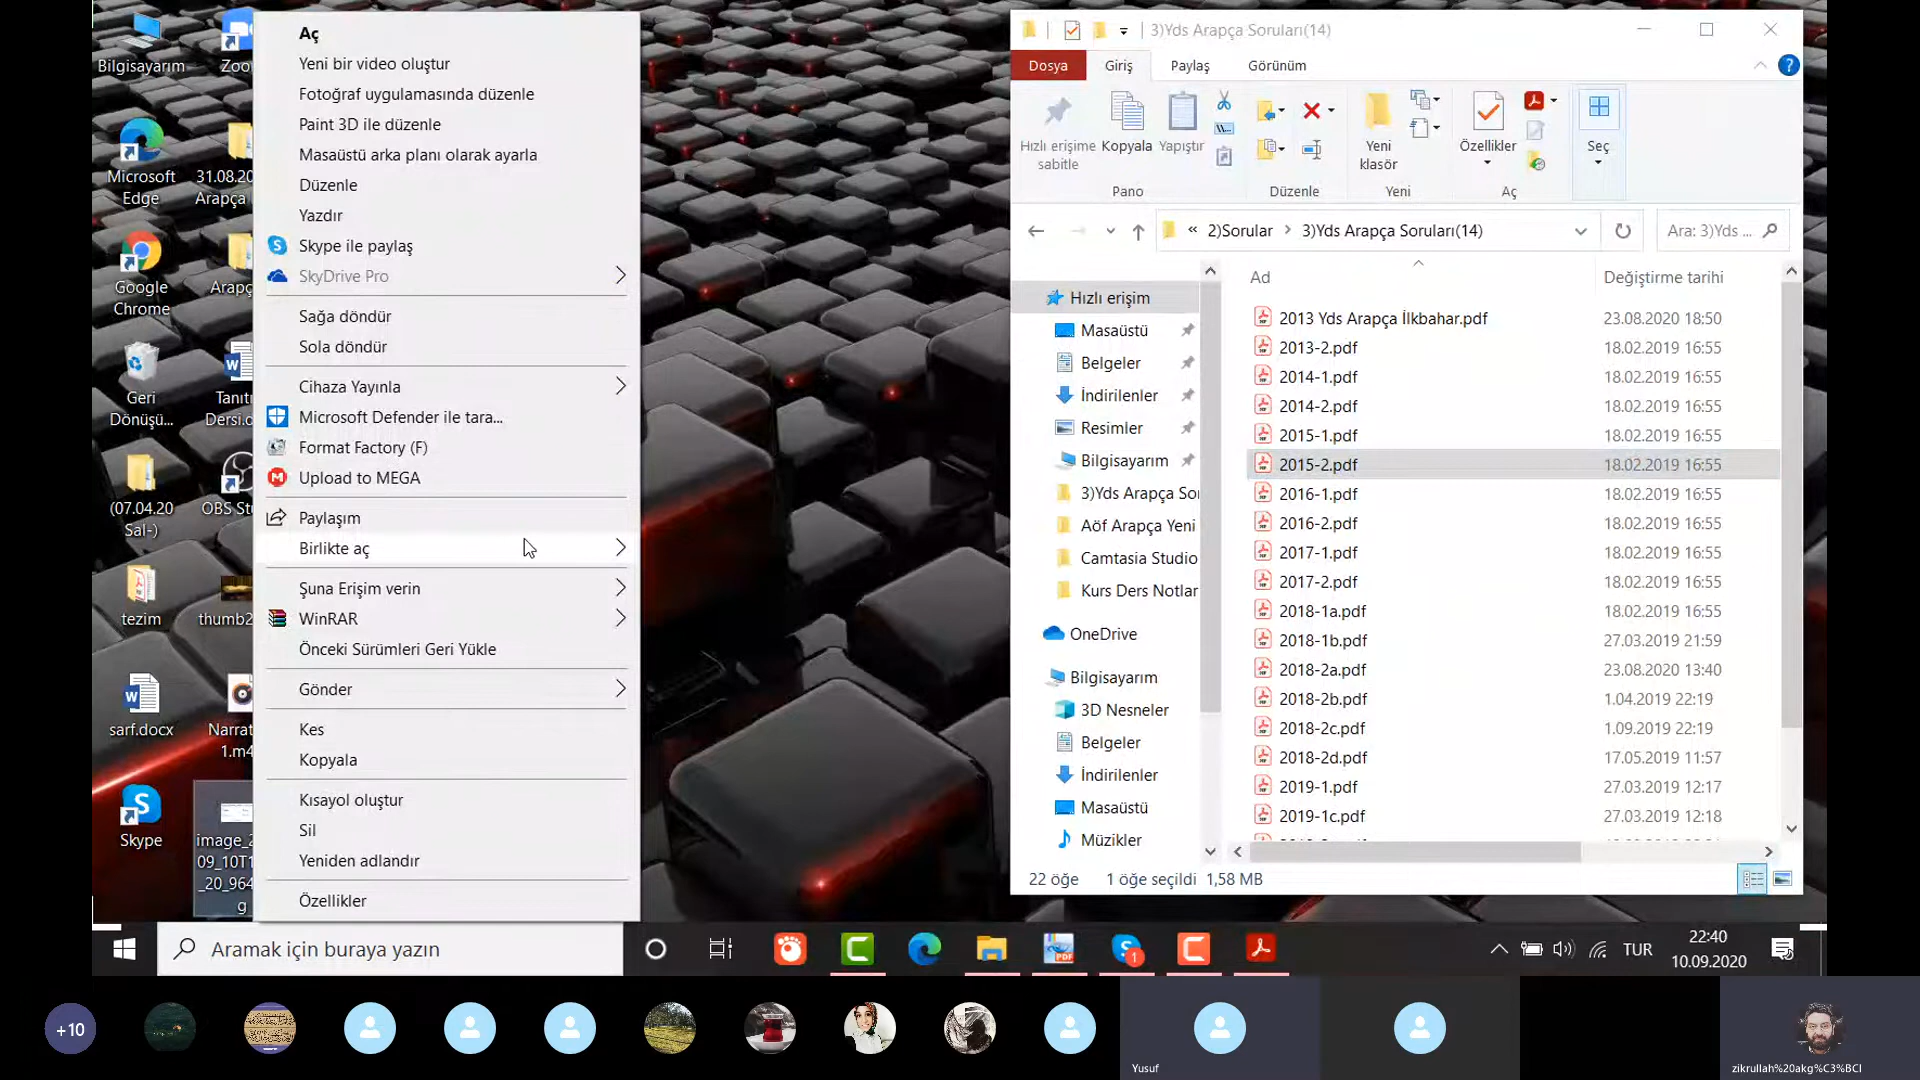 Bilgisayarım
Zoo
Microsoft
Edge
31.08.20
Arapça
Google
Chrome
Arapç
Geri
Dönüşü...
Tanıtı
Dersi.d
(07.04.20
Sal-)
OBS Stu
tezim
thumb2
sarf.docx
Narrat
1.m4
Skype
image_2
09_10T1
_20_964
g
Aç
Yeni bir video oluştur
Fotoğraf uygulamasında düzenle
Paint 3D ile düzenle
Masaüstü arka planı olarak ayarla
Düzenle
Yazdır
Skype ile paylaş
SkyDrive Pro
Sağa döndür
Sola döndür
Cihaza Yayınla
Microsoft Defender ile tara...
Format Factory (F)
Upload to MEGA
Paylaşım
Birlikte aç
Şuna Erişim verin
WinRAR
Önceki Sürümleri Geri Yükle
Gönder
Kes
Kopyala
Kısayol oluştur
Sil
Yeniden adlandır
Özellikler
3)Yds Arapça Soruları(14)
Dosya Giriş Paylaş Görünüm
Hızlı erişime
sabitle
Kopyala
Yapıştır
Yeni
klasör
Özellikler
Seç
Pano Düzenle Yeni Aç
« 2)Sorular > 3)Yds Arapça Soruları(14)
Ara: 3)Yds ...
Hızlı erişim
Masaüstü
Belgeler
İndirilenler
Resimler
Bilgisayarım
3)Yds Arapça Sor
Aöf Arapça Yeni
Camtasia Studio
Kurs Ders Notlar
OneDrive
Bilgisayarım
3D Nesneler
Belgeler
İndirilenler
Masaüstü
Müzikler
Ad Değiştirme tarihi
2013 Yds Arapça İlkbahar.pdf 23.08.2020 18:50
2013-2.pdf 18.02.2019 16:55
2014-1.pdf 18.02.2019 16:55
2014-2.pdf 18.02.2019 16:55
2015-1.pdf 18.02.2019 16:55
2015-2.pdf 18.02.2019 16:55
2016-1.pdf 18.02.2019 16:55
2016-2.pdf 18.02.2019 16:55
2017-1.pdf 18.02.2019 16:55
2017-2.pdf 18.02.2019 16:55
2018-1a.pdf 18.02.2019 16:55
2018-1b.pdf 27.03.2019 21:59
2018-2a.pdf 23.08.2020 13:40
2018-2b.pdf 1.04.2019 22:19
2018-2c.pdf 1.09.2019 22:19
2018-2d.pdf 17.05.2019 11:57
2019-1.pdf 27.03.2019 12:17
2019-1c.pdf 27.03.2019 12:18
22 öğe 1 öğe seçildi 1,58 MB
Aramak için buraya yazın
PDF
1
TUR
22:40
10.09.2020
+10
Yusuf
zikrullah%20akg%C3%BCl